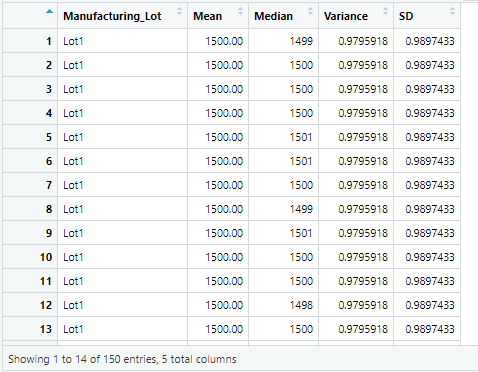 Manufacturing_Lot Mean Median Variance SD
1 Lot1 1500.00 1499 0.9795918 0.9897433
2 Lot1 1500.00 1500 0.9795918 0.9897433
3 Lot1 1500.00 1500 0.9795918 0.9897433
4 Lot1 1500.00 1500 0.9795918 0.9897433
5 Lot1 1500.00 1501 0.9795918 0.9897433
6 Lot1 1500.00 1501 0.9795918 0.9897433
7 Lot1 1500.00 1500 0.9795918 0.9897433
8 Lot1 1500.00 1499 0.9795918 0.9897433
9 Lot1 1500.00 1501 0.9795918 0.9897433
10 Lot1 1500.00 1500 0.9795918 0.9897433
11 Lot1 1500.00 1500 0.9795918 0.9897433
12 Lot1 1500.00 1498 0.9795918 0.9897433
13 Lot1 1500.00 1500 0.9795918 0.9897433
Showing 1 to 14 of 150 entries, 5 total columns